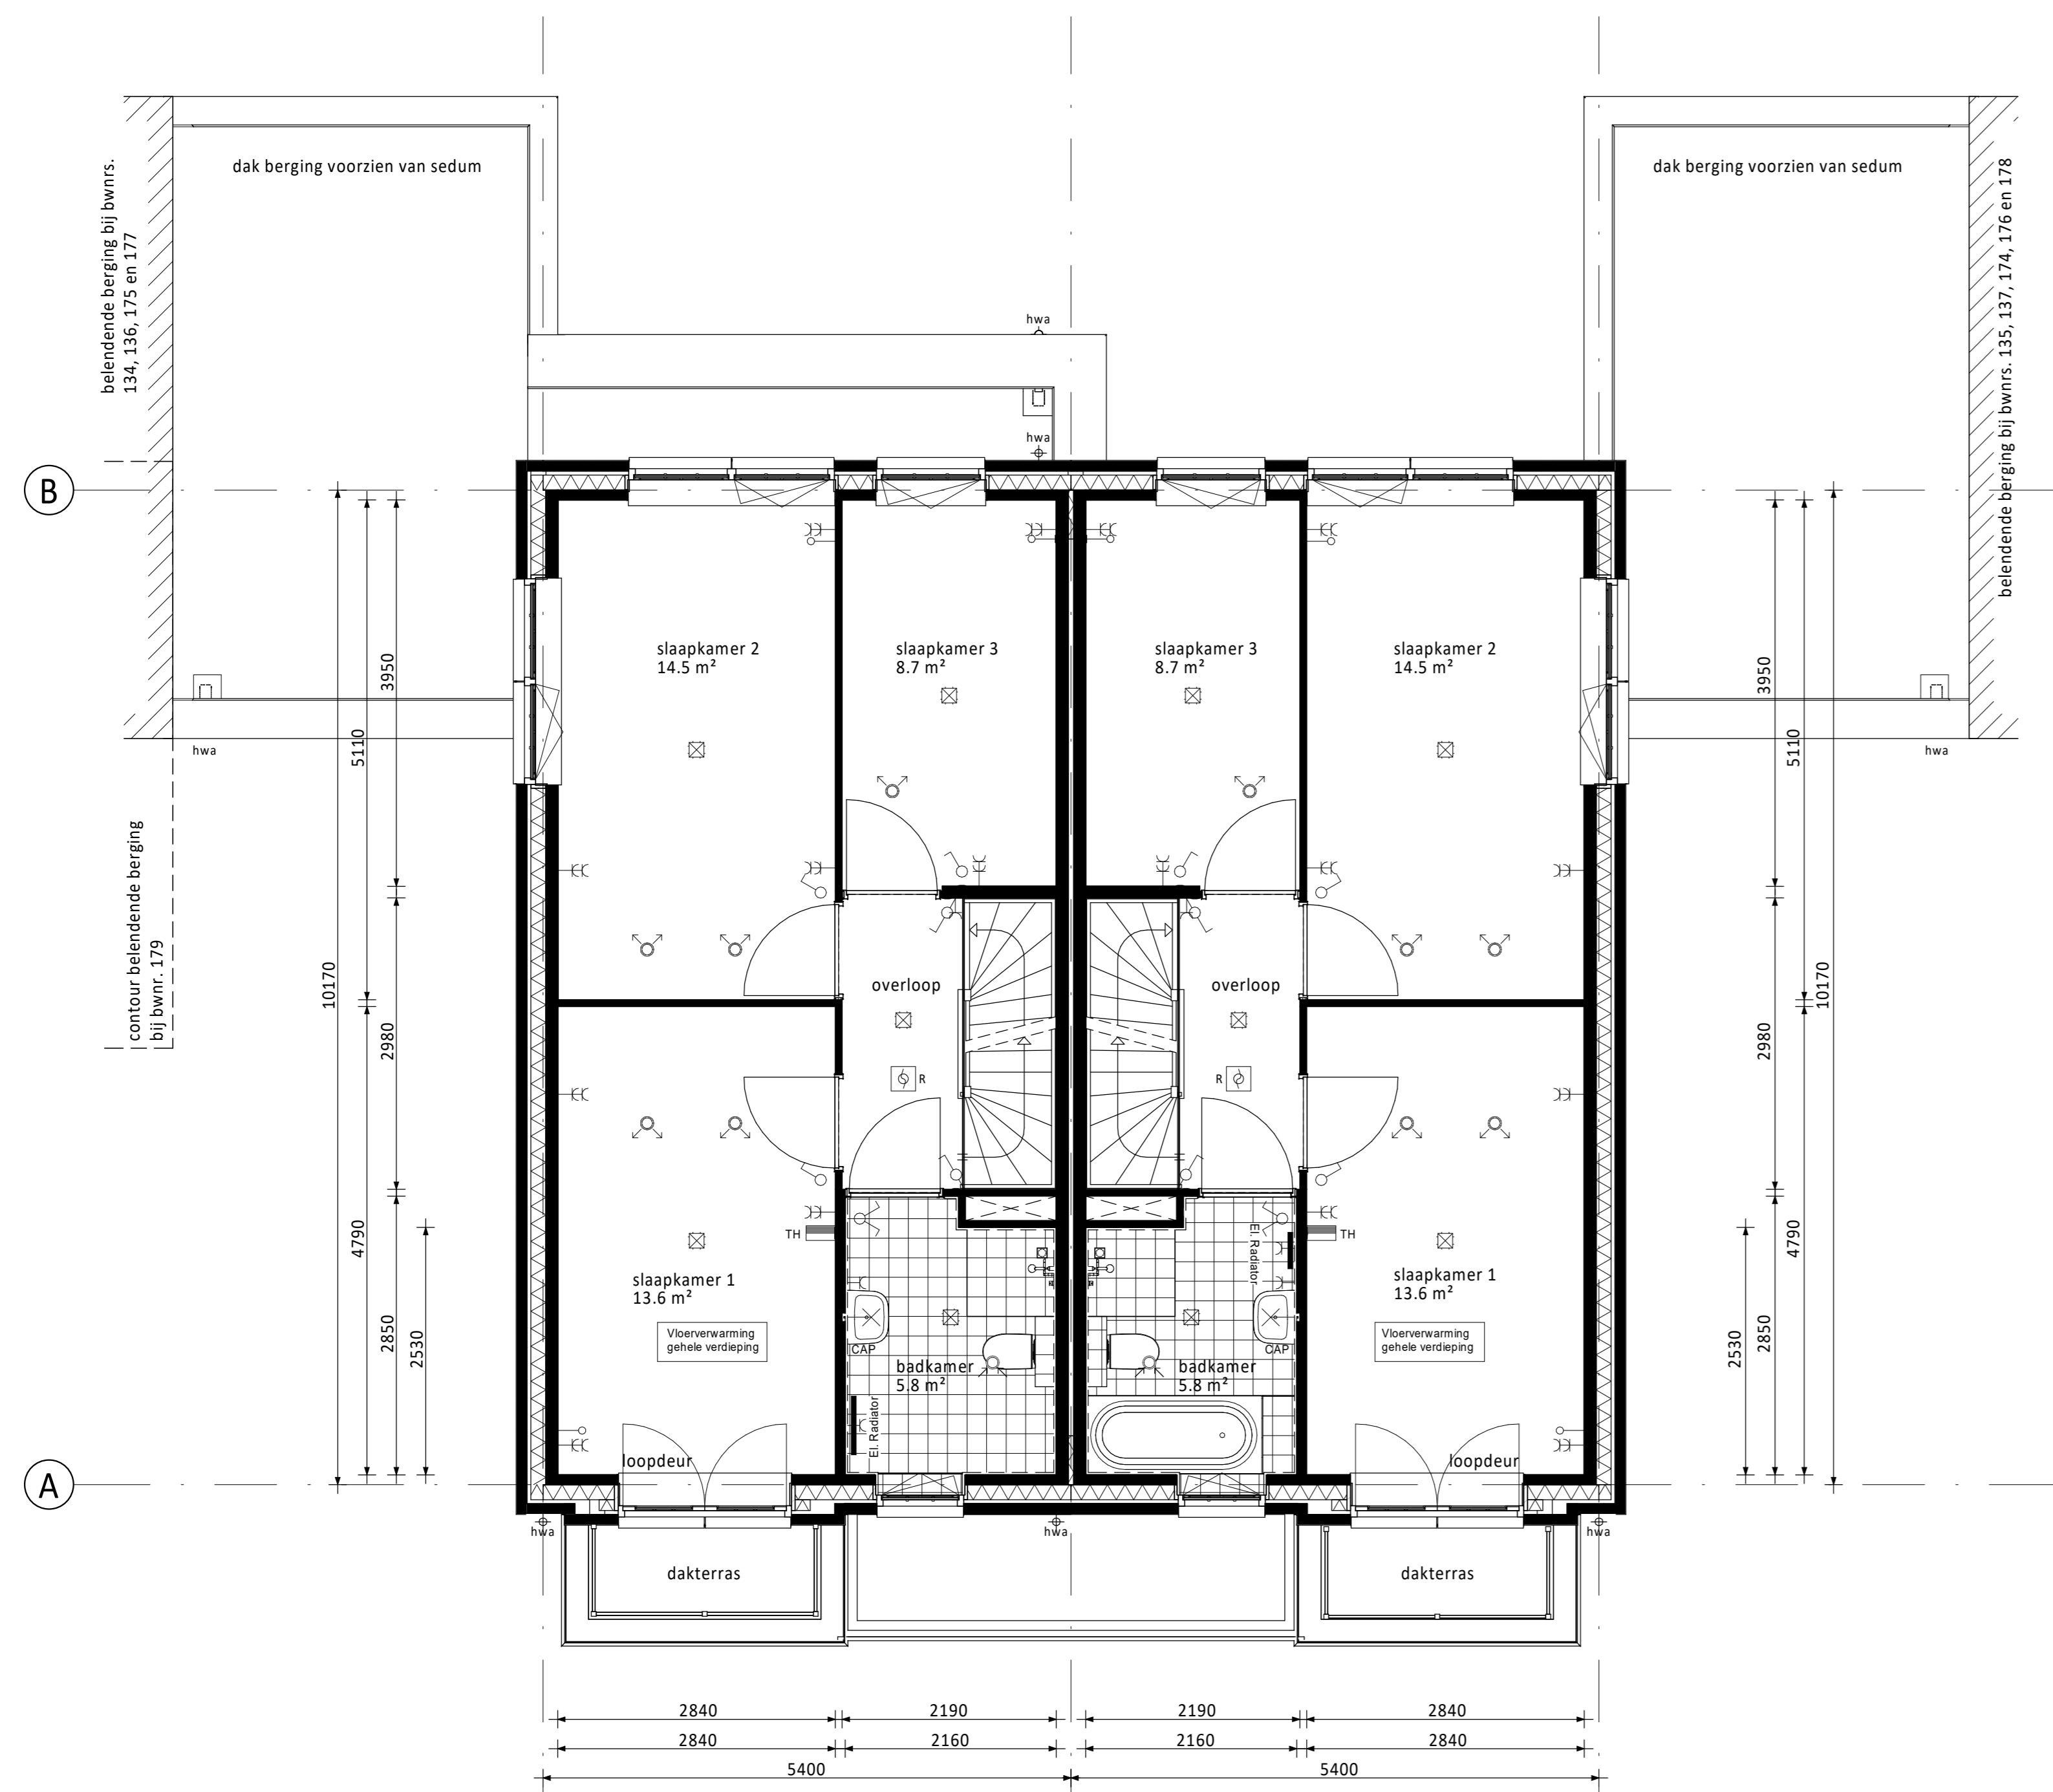 dak berging voorzien van sedum
dak berging voorzien van sedum
belendende berging bij bwnrs.
134, 136, 175 en 177
belendende berging bij bwnrs. 135, 137, 174, 176 en 178
hwa
hwa
B
slaapkamer 2
14.5 m²
slaapkamer 3
8.7 m²
slaapkamer 3
8.7 m²
slaapkamer 2
14.5 m²
3950
5110
3950
5110
hwa
hwa
contour belendende berging
bij bwnr. 179
10170
2980
overloop
overloop
2980
10170
R
R
4790
2850
2530
TH
TH
El. Radiator
slaapkamer 1
13.6 m²
slaapkamer 1
13.6 m²
Vloerverwarming
gehele verdieping
Vloerverwarming
gehele verdieping
CAP
CAP
badkamer
5.8 m²
badkamer
5.8 m²
El. Radiator
2530
2850
4790
loopdeur
loopdeur
A
hwa
hwa
hwa
dakterras
dakterras
2840
2190
2190
2840
2840
2160
2160
2840
5400
5400